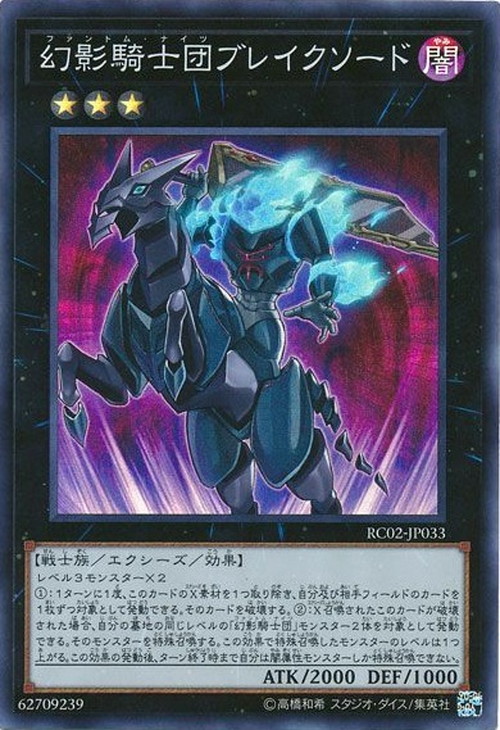 ファントム・ナイツ
幻影騎士団ブレイクソード
やみ
闇
RC02-JP033
【戦士族／エクシーズ／効果】
レベル3モンスター×2
①：1ターンに1度、このカードのX素材を1つ取り除き、自分及び相手フィールドのカードを
1枚ずつ対象として発動できる。そのカードを破壊する。②：X召喚されたこのカードが破壊
された場合、自分の墓地の同じレベルの「幻影騎士団」モンスター2体を対象として発動
できる。そのモンスターを特殊召喚する。この効果で特殊召喚したモンスターのレベルは1つ
上がる。この効果の発動後、ターン終了時まで自分は闇属性モンスターしか特殊召喚できない。
ATK/2000 DEF/1000
62709239
©高橋和希 スタジオ・ダイス/集英社